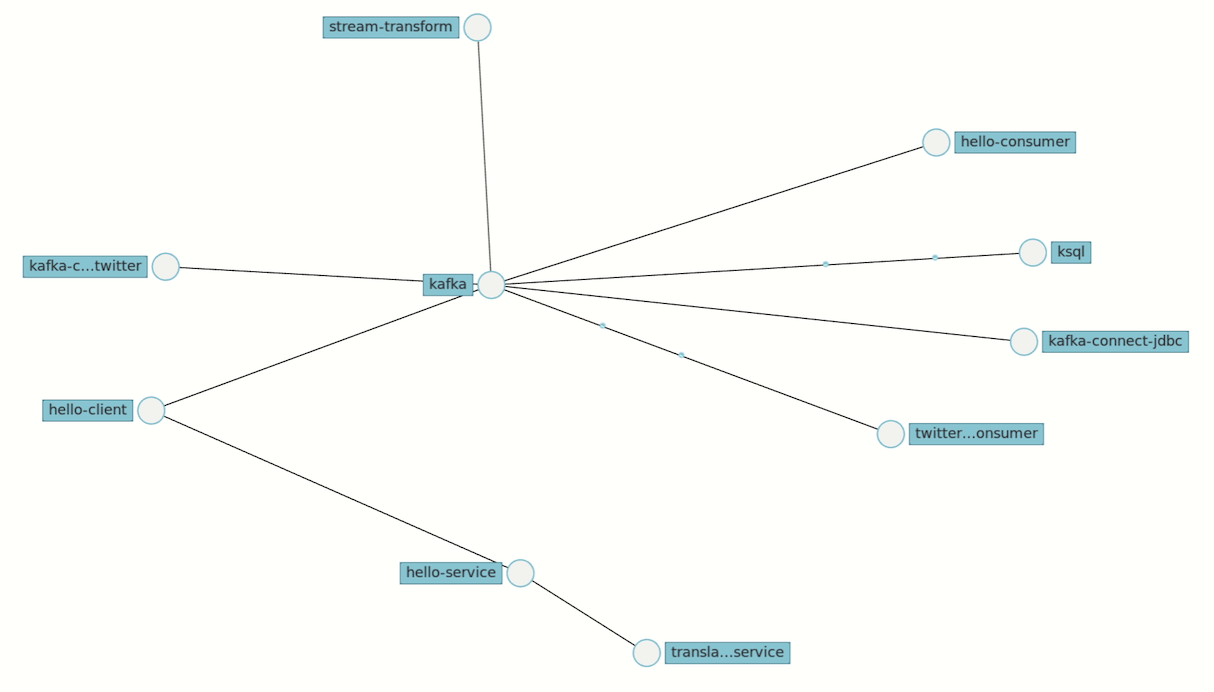 stream-transform
hello-consumer
ksql
kafka-c...twitter
kafka
kafka-connect-jdbc
hello-client
twitter...onsumer
hello-service
transla...service